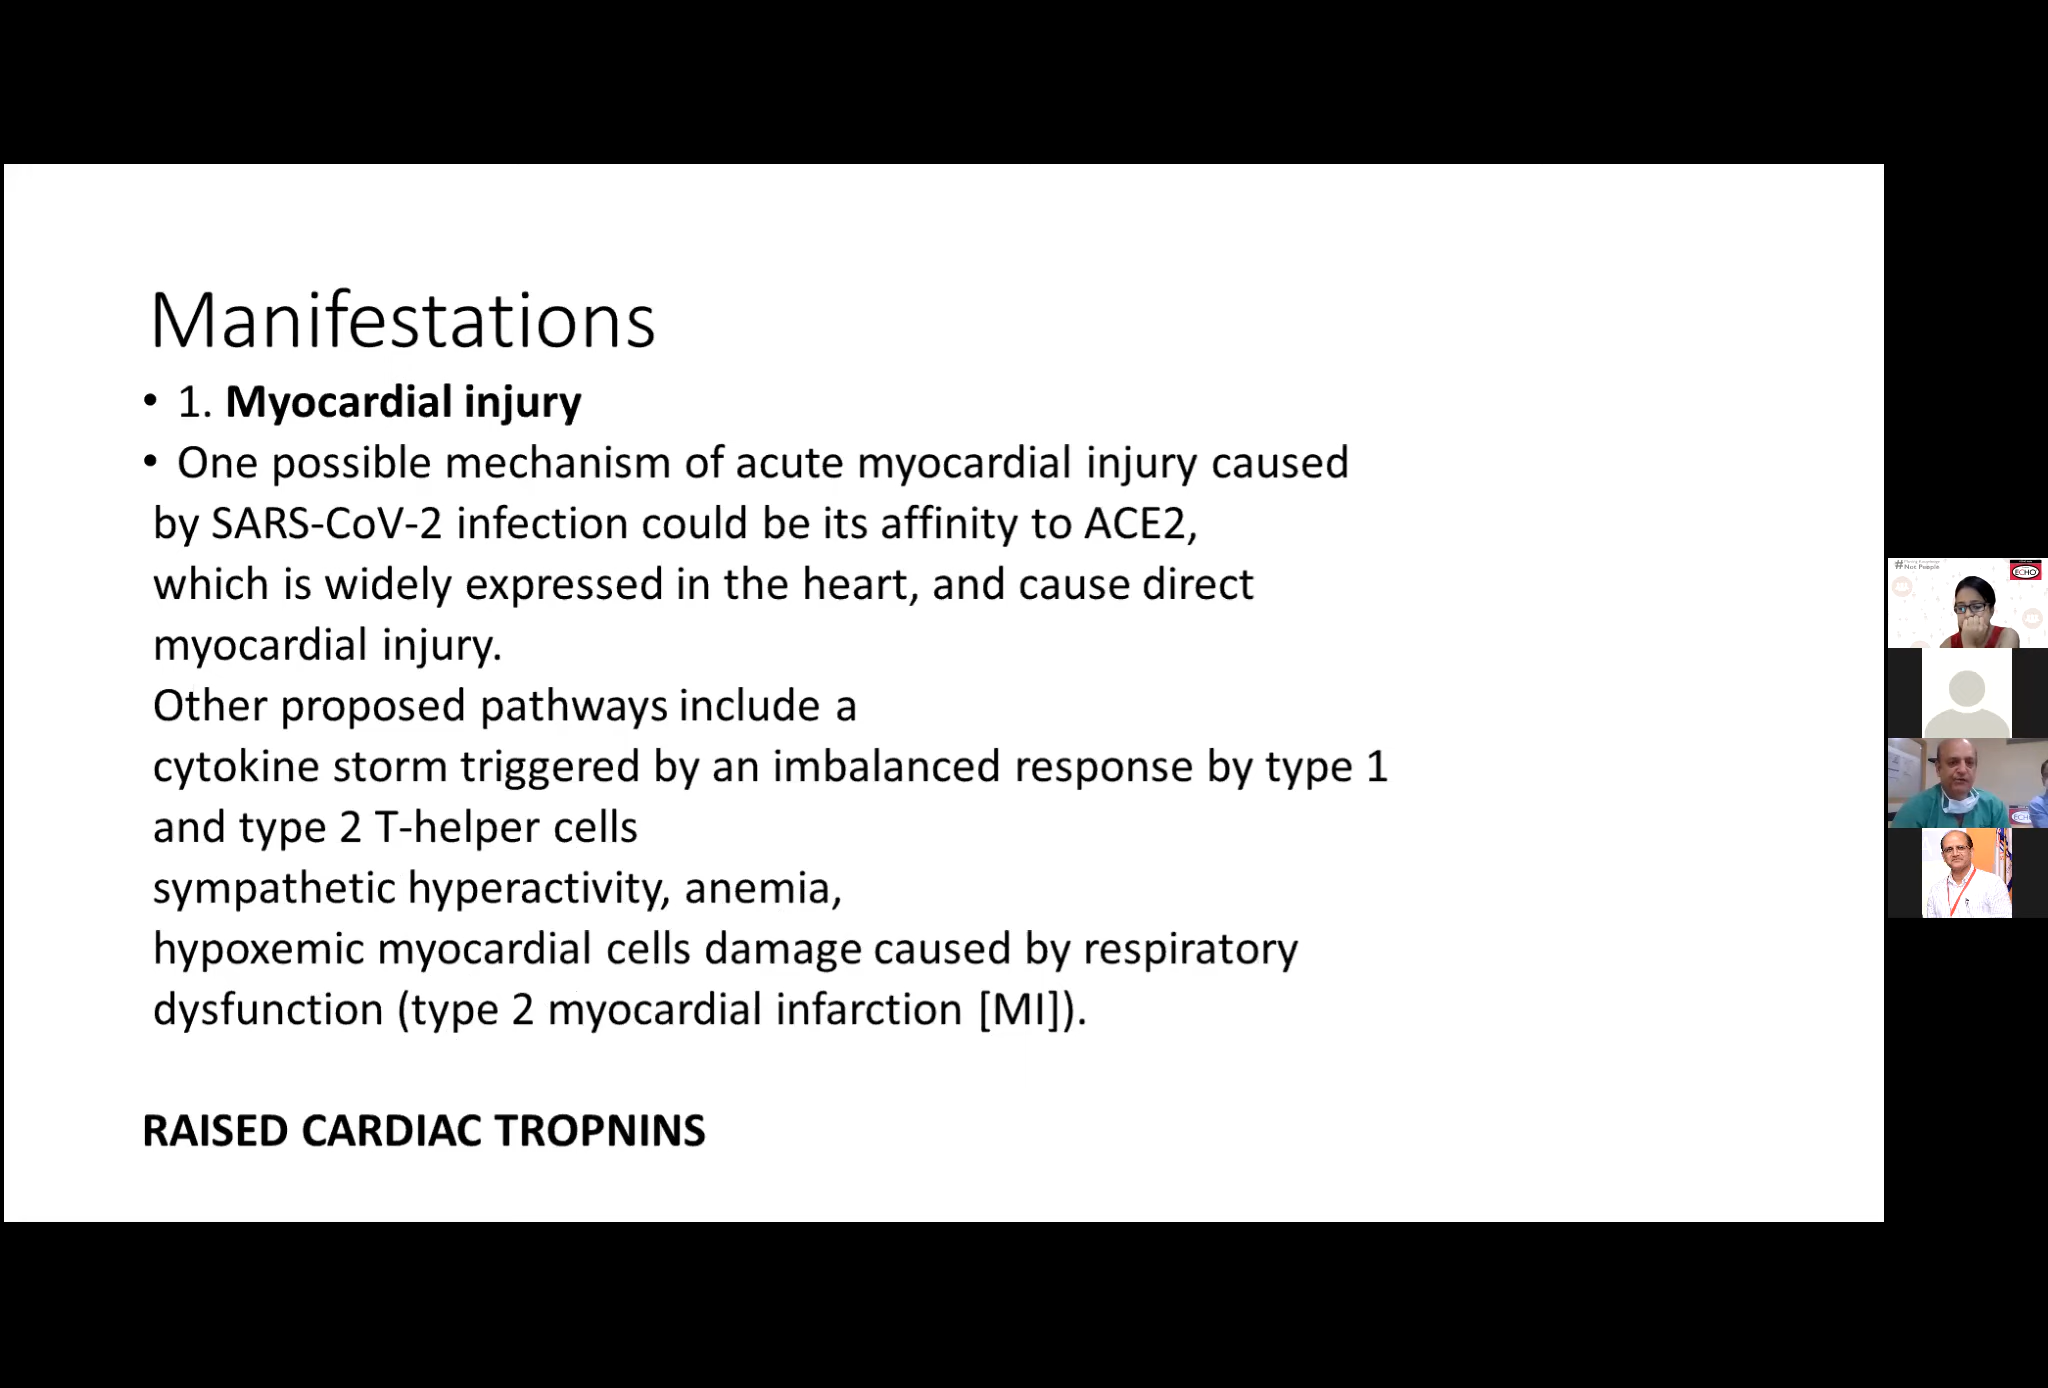 Manifestations
• 1. Myocardial injury
• One possible mechanism of acute myocardial injury caused
by SARS-CoV-2 infection could be its affinity to ACE2,
which is widely expressed in the heart, and cause direct
myocardial injury.
Other proposed pathways include a
cytokine storm triggered by an imbalanced response by type 1
and type 2 T-helper cells
sympathetic hyperactivity, anemia,
hypoxemic myocardial cells damage caused by respiratory
dysfunction (type 2 myocardial infarction [MI]).
RAISED CARDIAC TROPNINS
Not People
ECHO